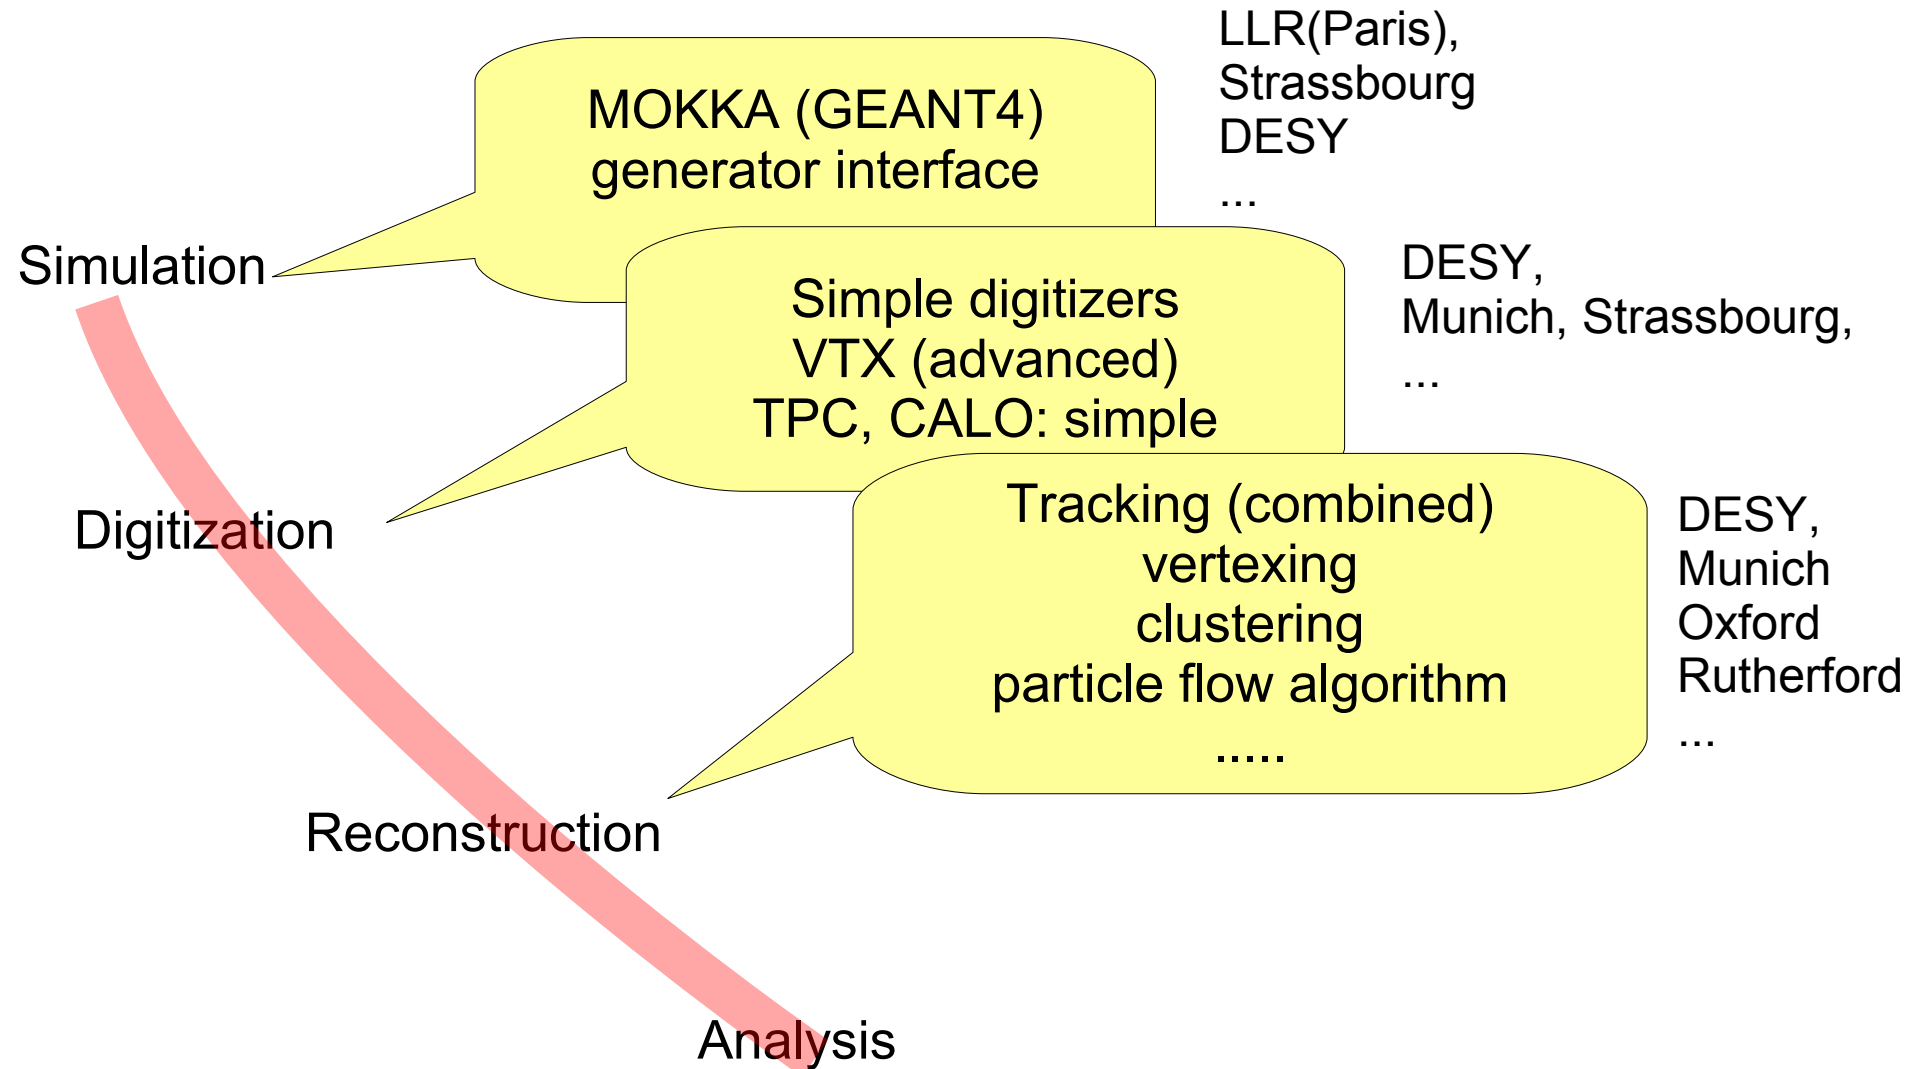 LLR(Paris),
Strassbourg
DESY
...
MOKKA (GEANT4)
generator interface
Simulation
DESY,
Munich, Strassbourg,
...
Simple digitizers
VTX (advanced)
TPC, CALO: simple
Digitization
Tracking (combined)
vertexing
clustering
particle flow algorithm
.....
DESY,
Munich
Oxford
Rutherford
...
Reconstruction
Analysis